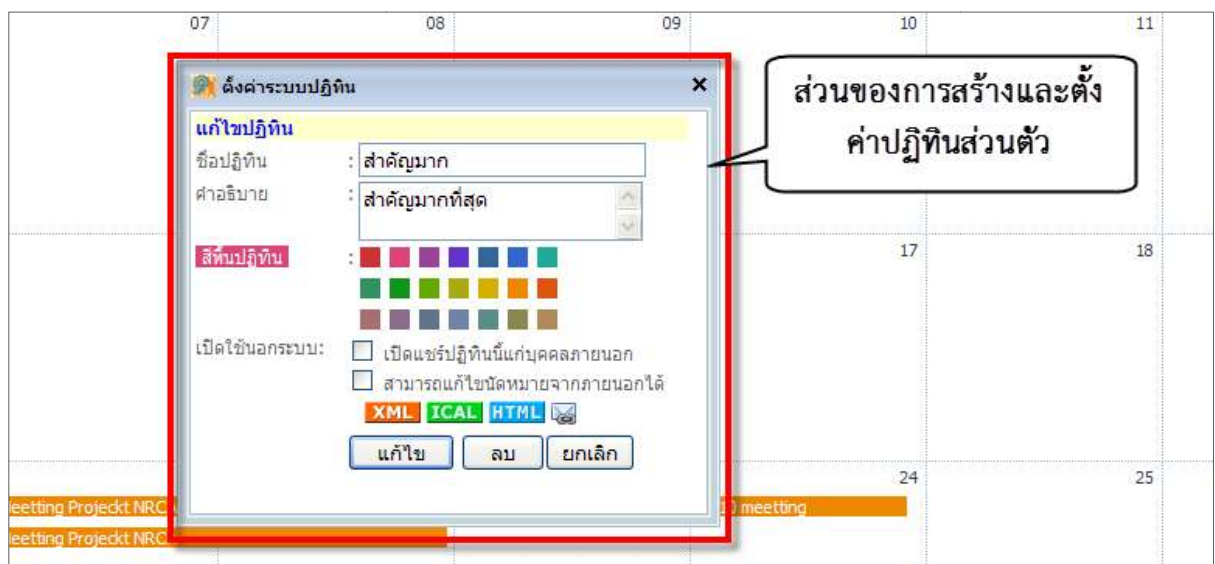 07 08 09 10 11
ตั้งค่าระบบปฏิทิน
ส่วนของการสร้างและตั้ง
ค่าปฏิทินส่วนตัว
แก้ไขปฏิทิน
ชื่อปฏิทิน : สำคัญมาก
คำอธิบาย : สำคัญมากที่สุด
สีพื้นปฏิทิน :
17 18
เปิดใช้นอกระบบ:
เปิดแชร์ปฏิทินนี้แก่บุคคลภายนอก
สามารถแก้ไขนัดหมายจากภายนอกได้
XML ICAL HTML
แก้ไข ลบ ยกเลิก
24 25
eetting Projeckt NRC meetting
eetting Projeckt NRC